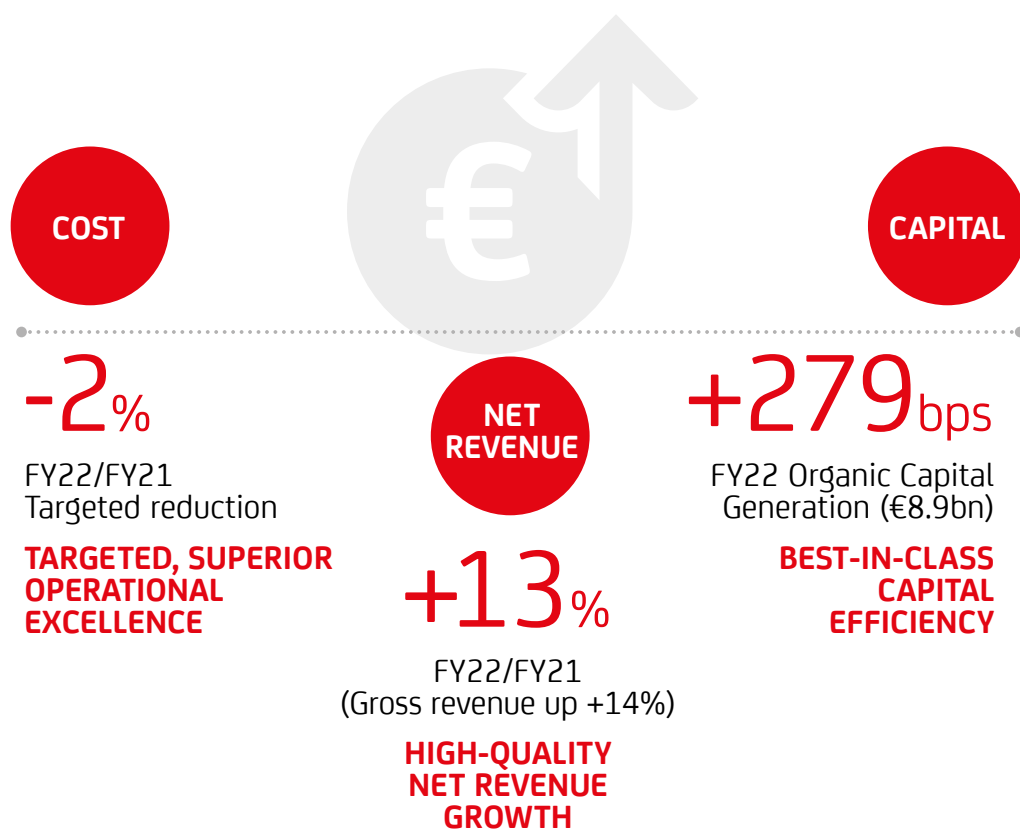 €
COST
-2%
FY22/FY21
Targeted reduction
TARGETED, SUPERIOR
OPERATIONAL
EXCELLENCE
NET
REVENUE
+13%
FY22/FY21
(Gross revenue up +14%)
HIGH-QUALITY
NET REVENUE
GROWTH
CAPITAL
+279bps
FY22 Organic Capital
Generation (€8.9bn)
BEST-IN-CLASS
CAPITAL
EFFICIENCY